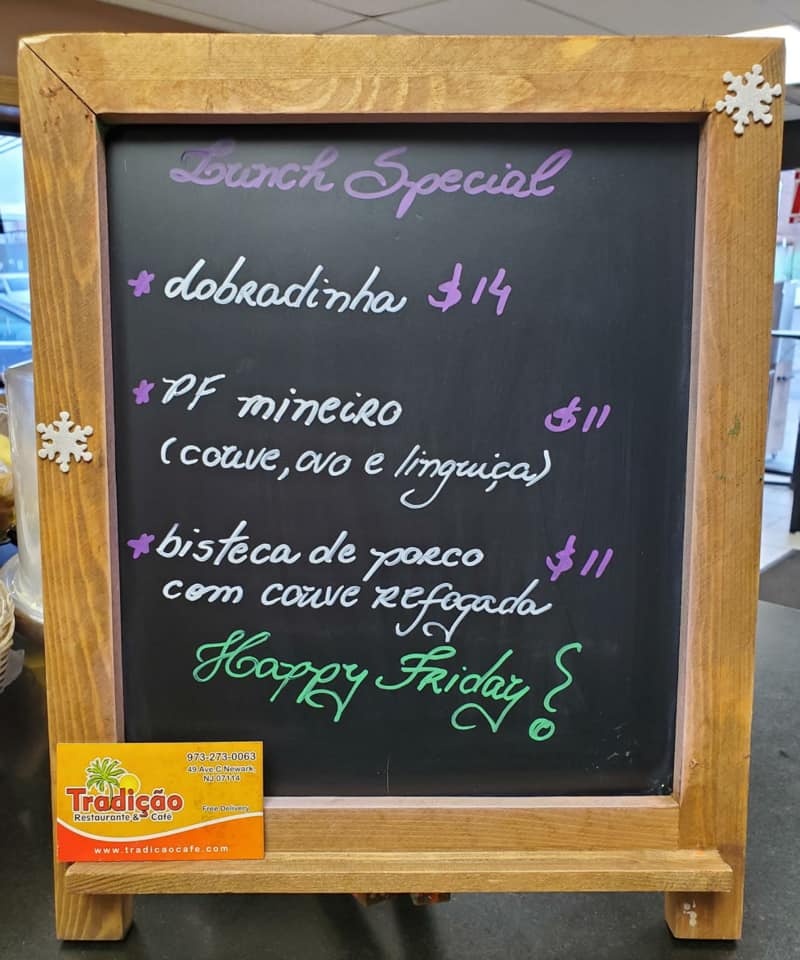 Lunch Special
* dobradinha $14
* PF mineiro $11
(couve, ovo e linguiça)
* bisteca de porco $11
com couve refogada
Happy Friday!
973-273-0063
49 Ave C Newark,
NJ 07114
Tradição
Restaurante & Café
Free Delivery
www.tradicaocafe.com